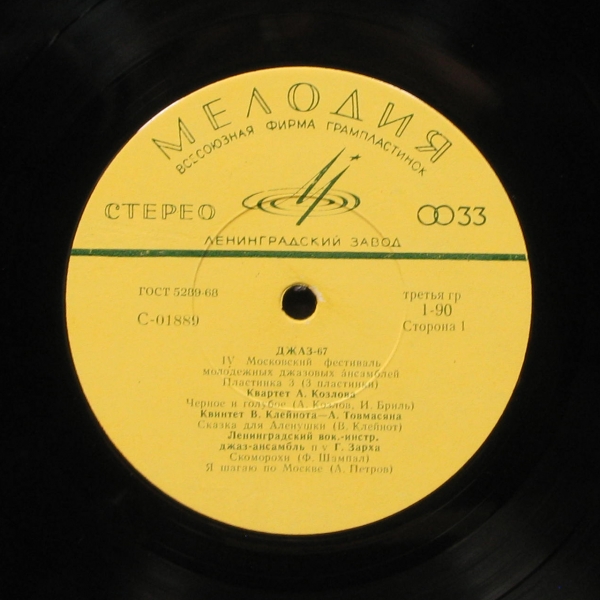 МЕЛОДИЯ
ВСЕСОЮЗНАЯ ФИРМА ГРАМПЛАСТИНОК
СТЕРЕО
33
ЛЕНИНГРАДСКИЙ ЗАВОД
ГОСТ 5289-68
третья гр
С-01889
1-90
Сторона 1
ДЖАЗ-67
IV Московский фестиваль
молодежных джазовых ансамблей
Пластинка 3 (3 пластинки)
Квартет А. Козлова
Черное и голубое (А. Козлов, И. Бриль)
Квинтет В. Клейнота—А. Товмасяна
Сказка для Аленушки (В. Клейнот)
Ленинградский вок.-инстр.
джаз-ансамбль п/у Г. Зарха
Скоморохи (Ф. Шампал)
Я шагаю по Москве (А. Петров)